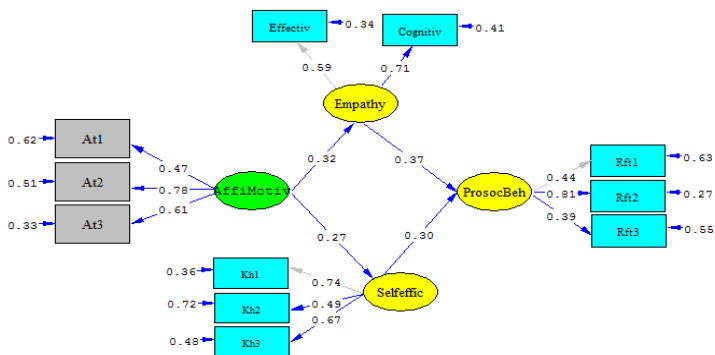 Effectiv
0.34
Cognitiv
0.41
0.59
0.71
Empathy
0.62
At1
0.47
0.32
0.37
Rft1
0.63
0.44
0.51
At2
0.78
AffiMotiv
ProsocBeh
0.81
Rft2
0.27
0.33
At3
0.61
0.39
Rft3
0.55
0.27
0.30
0.36
Kh1
0.74
Selfeffic
0.72
Kh2
0.49
0.67
0.48
Kh3